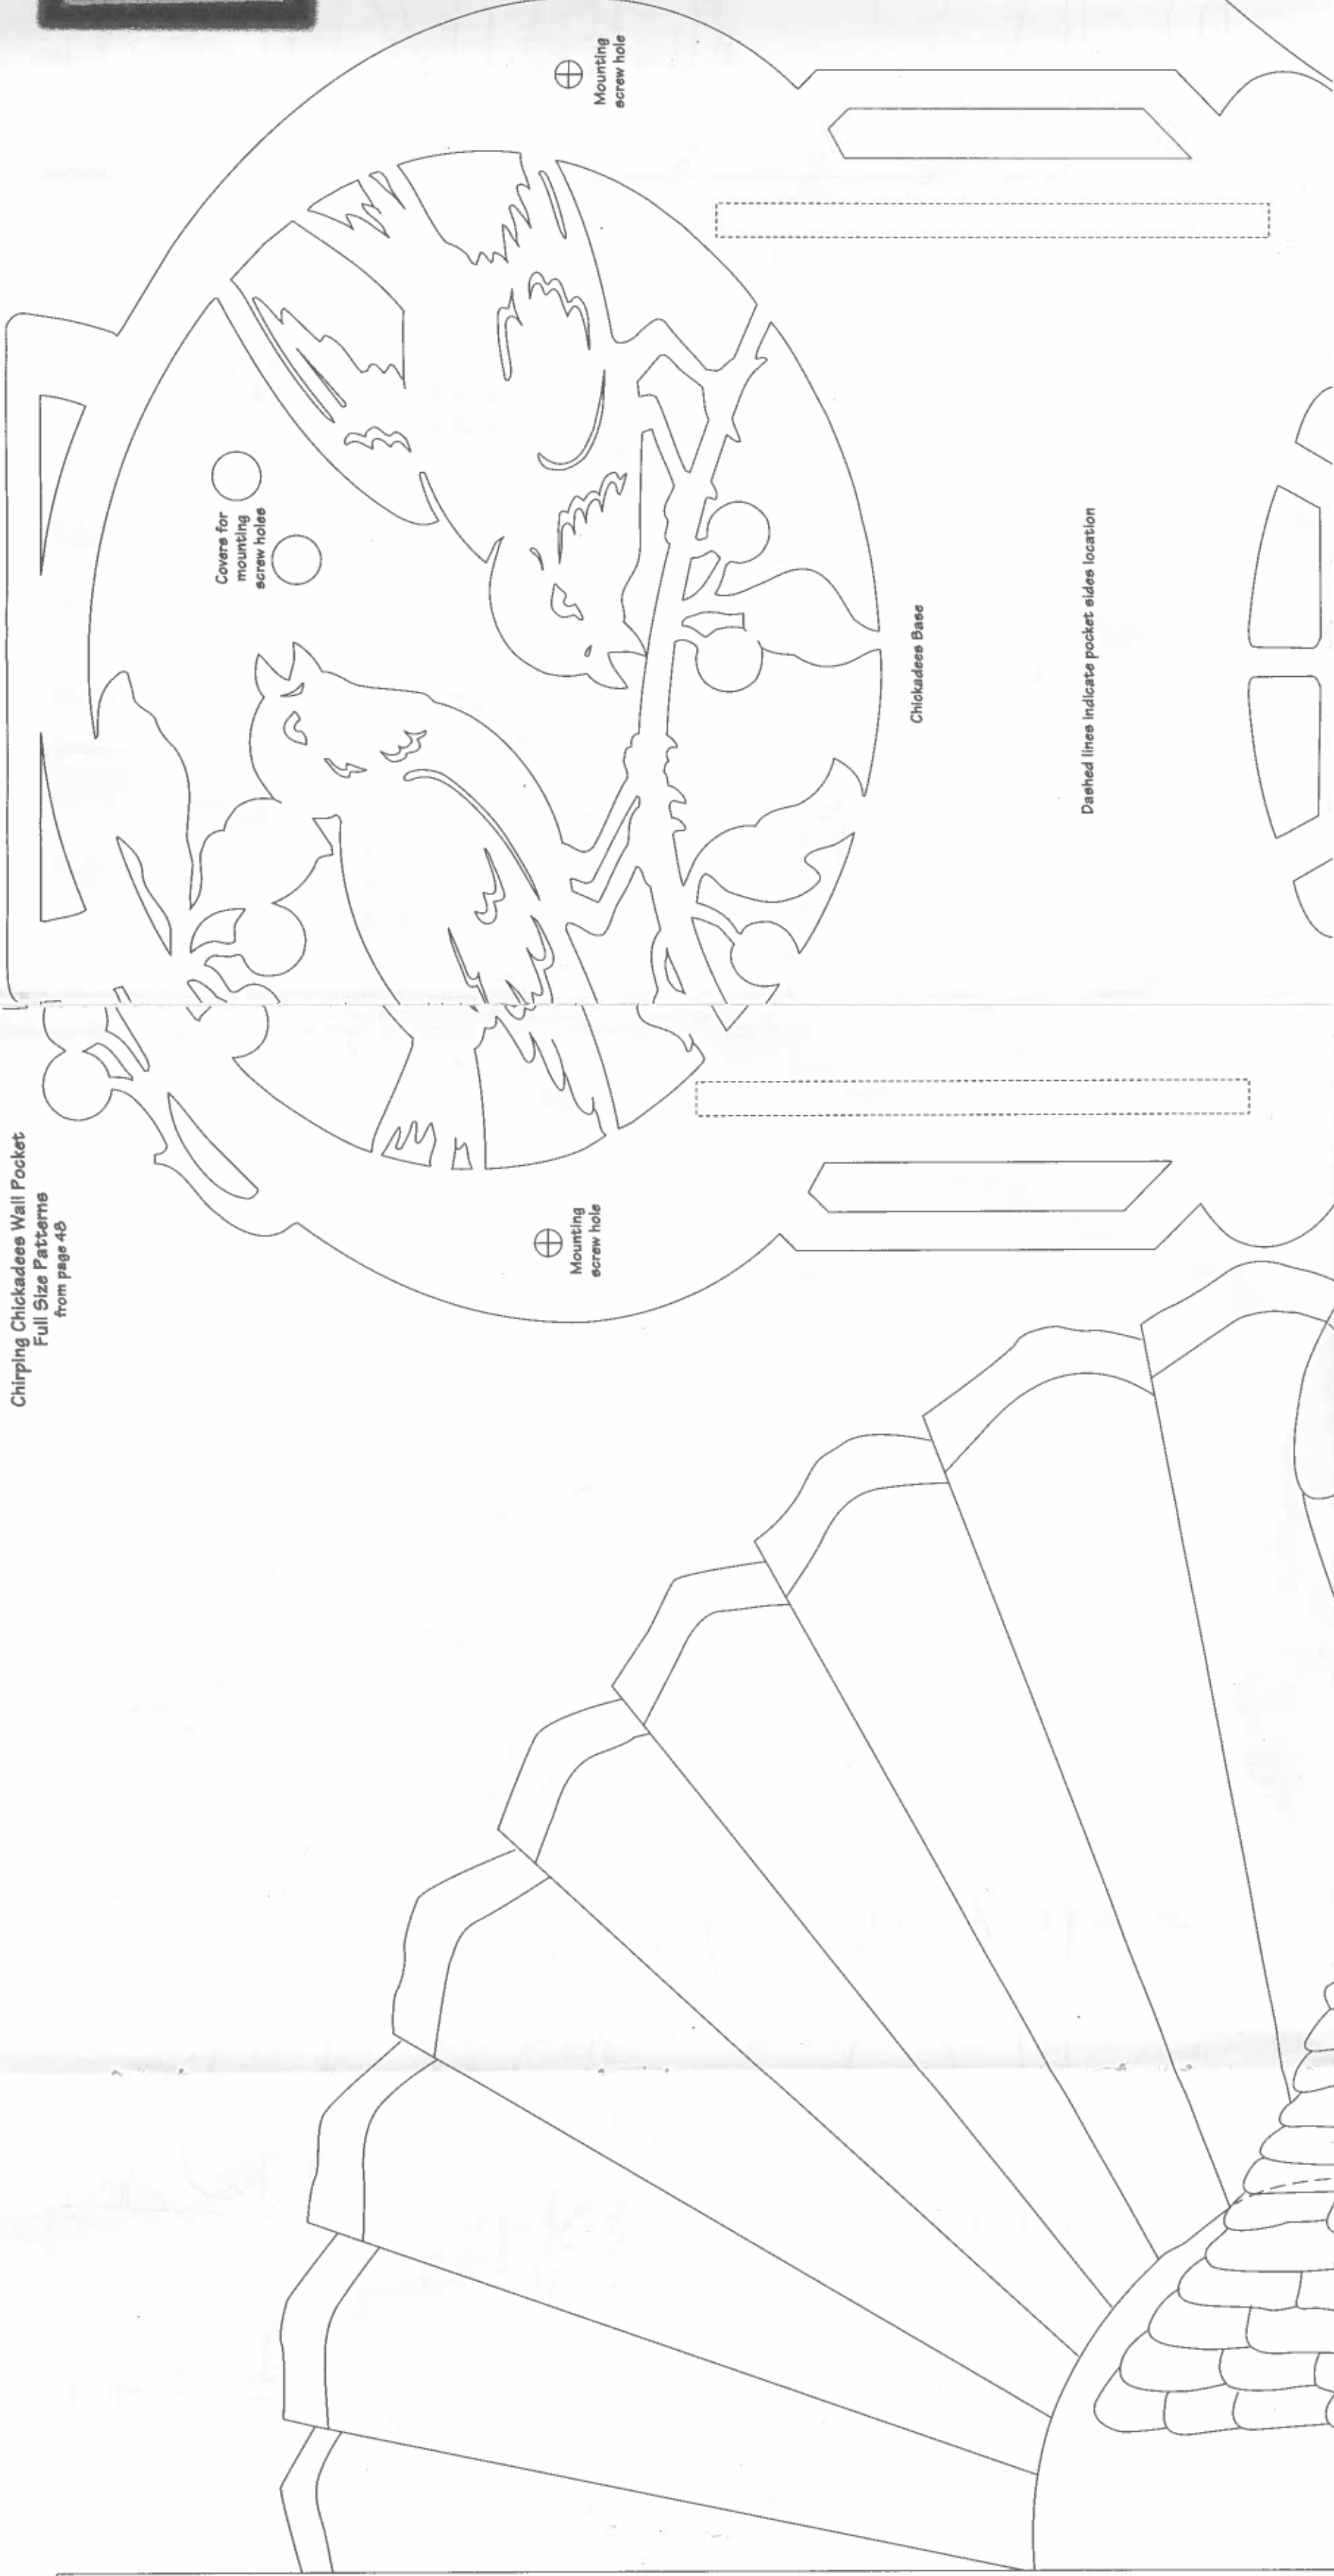 Chirping Chickadees Wall Pocket
Full Size Patterns
from page 48
Covers for
mounting
screw holes
Mounting
screw hole
Mounting
screw hole
Chickadees Base
Dashed lines indicate pocket sides location